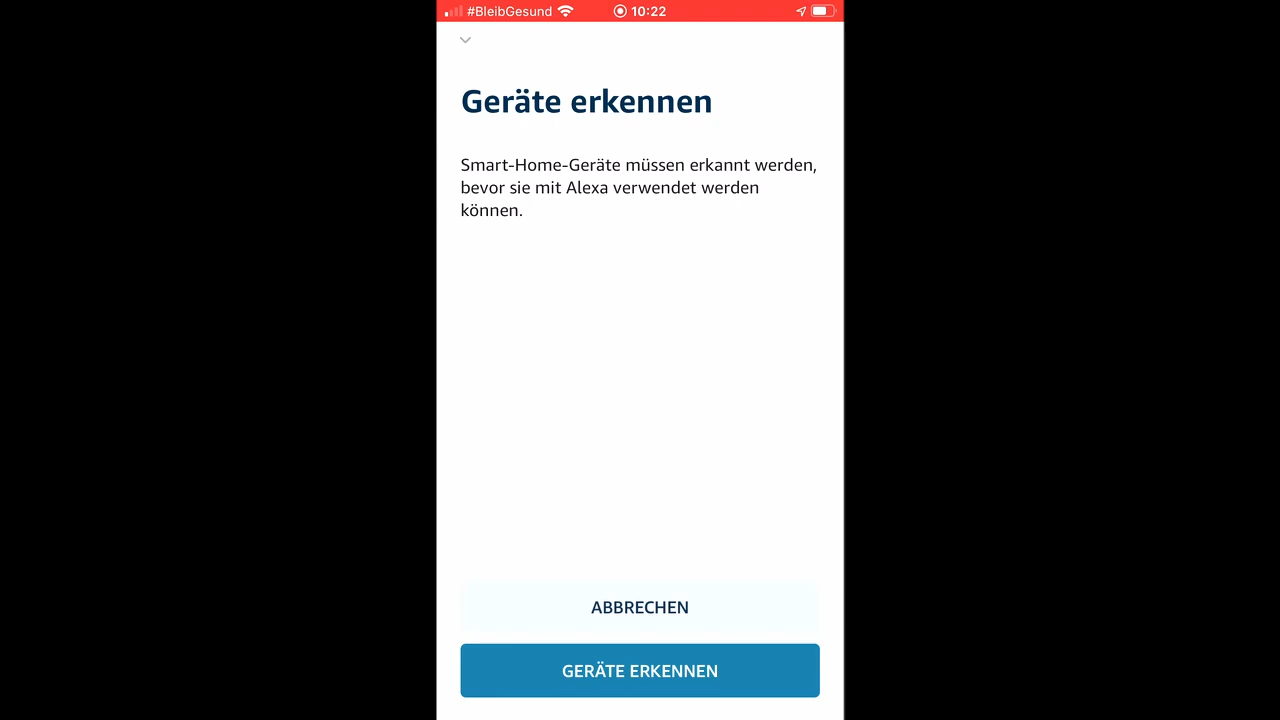 #BleibGesund 10:22
Geräte erkennen
Smart-Home-Geräte müssen erkannt werden,
bevor sie mit Alexa verwendet werden
können.
ABBRECHEN
GERÄTE ERKENNEN